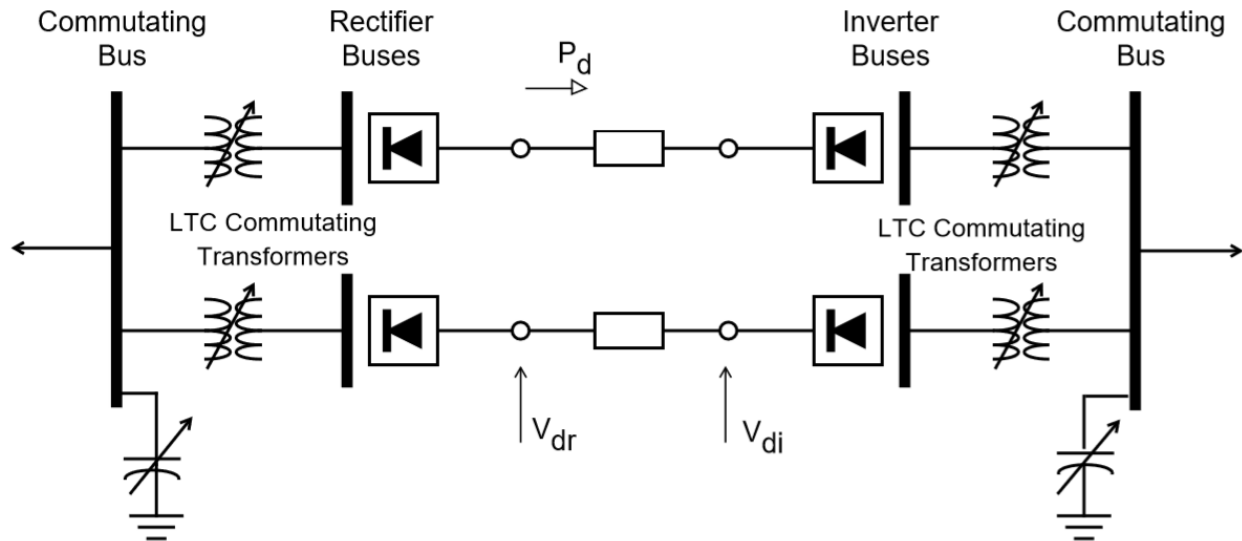 Commutating
Bus
Rectifier
Buses
P_d
Inverter
Buses
Commutating
Bus
LTC Commutating
Transformers
LTC Commutating
Transformers
V_dr
V_di